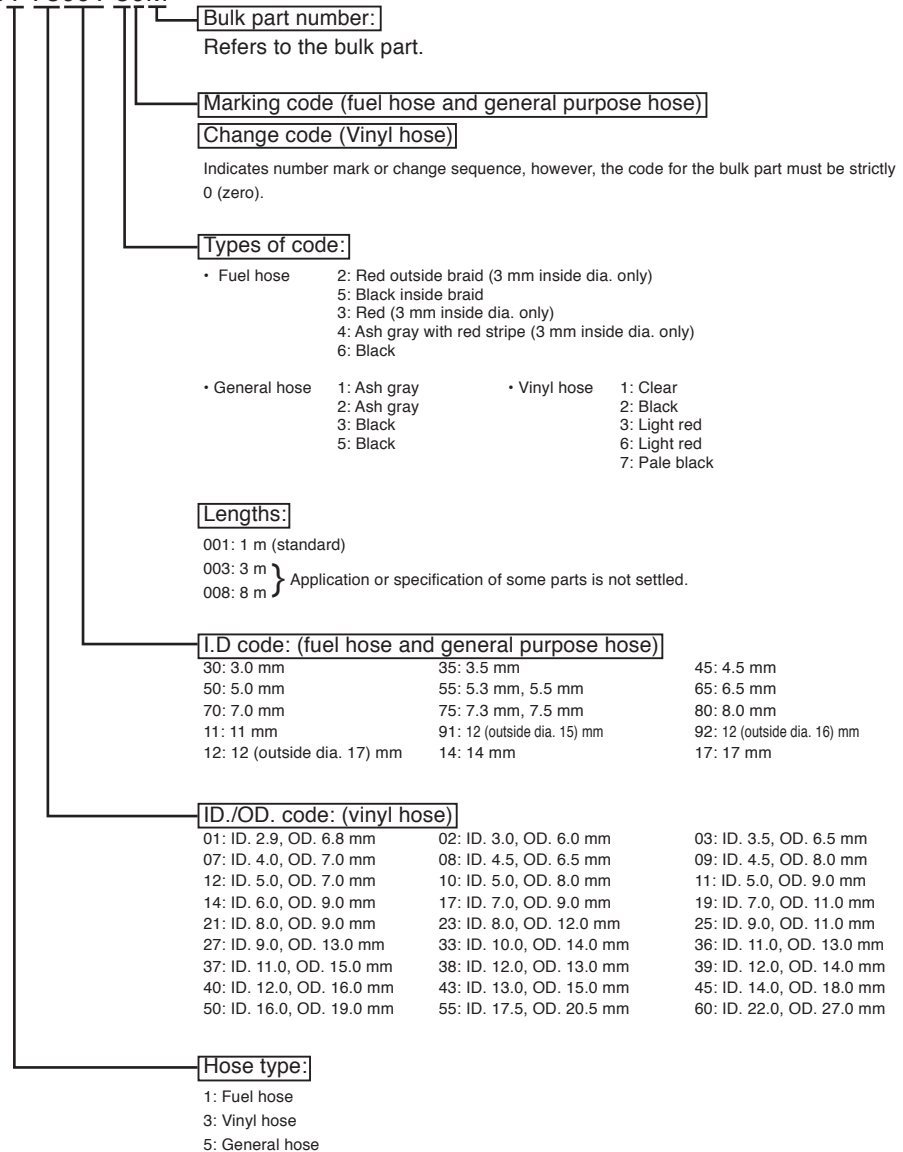 Bulk part number:
Refers to the bulk part.
Marking code (fuel hose and general purpose hose)
Change code (Vinyl hose)
Indicates number mark or change sequence, however, the code for the bulk part must be strictly
0 (zero).
Types of code:
• Fuel hose 2: Red outside braid (3 mm inside dia. only)
5: Black inside braid
3: Red (3 mm inside dia. only)
4: Ash gray with red stripe (3 mm inside dia. only)
6: Black
• General hose 1: Ash gray • Vinyl hose 1: Clear
2: Ash gray 2: Black
3: Black 3: Light red
5: Black 6: Light red
7: Pale black
Lengths:
001: 1 m (standard)
003: 3 m
008: 8 m } Application or specification of some parts is not settled.
I.D code: (fuel hose and general purpose hose)
30: 3.0 mm 35: 3.5 mm 45: 4.5 mm
50: 5.0 mm 55: 5.3 mm, 5.5 mm 65: 6.5 mm
70: 7.0 mm 75: 7.3 mm, 7.5 mm 80: 8.0 mm
11: 11 mm 91: 12 (outside dia. 15) mm 92: 12 (outside dia. 16) mm
12: 12 (outside dia. 17) mm 14: 14 mm 17: 17 mm
ID./OD. code: (vinyl hose)
01: ID. 2.9, OD. 6.8 mm 02: ID. 3.0, OD. 6.0 mm 03: ID. 3.5, OD. 6.5 mm
07: ID. 4.0, OD. 7.0 mm 08: ID. 4.5, OD. 6.5 mm 09: ID. 4.5, OD. 8.0 mm
12: ID. 5.0, OD. 7.0 mm 10: ID. 5.0, OD. 8.0 mm 11: ID. 5.0, OD. 9.0 mm
14: ID. 6.0, OD. 9.0 mm 17: ID. 7.0, OD. 9.0 mm 19: ID. 7.0, OD. 11.0 mm
21: ID. 8.0, OD. 9.0 mm 23: ID. 8.0, OD. 12.0 mm 25: ID. 9.0, OD. 11.0 mm
27: ID. 9.0, OD. 13.0 mm 33: ID. 10.0, OD. 14.0 mm 36: ID. 11.0, OD. 13.0 mm
37: ID. 11.0, OD. 15.0 mm 38: ID. 12.0, OD. 13.0 mm 39: ID. 12.0, OD. 14.0 mm
40: ID. 12.0, OD. 16.0 mm 43: ID. 13.0, OD. 15.0 mm 45: ID. 14.0, OD. 18.0 mm
50: ID. 16.0, OD. 19.0 mm 55: ID. 17.5, OD. 20.5 mm 60: ID. 22.0, OD. 27.0 mm
Hose type:
1: Fuel hose
3: Vinyl hose
5: General hose